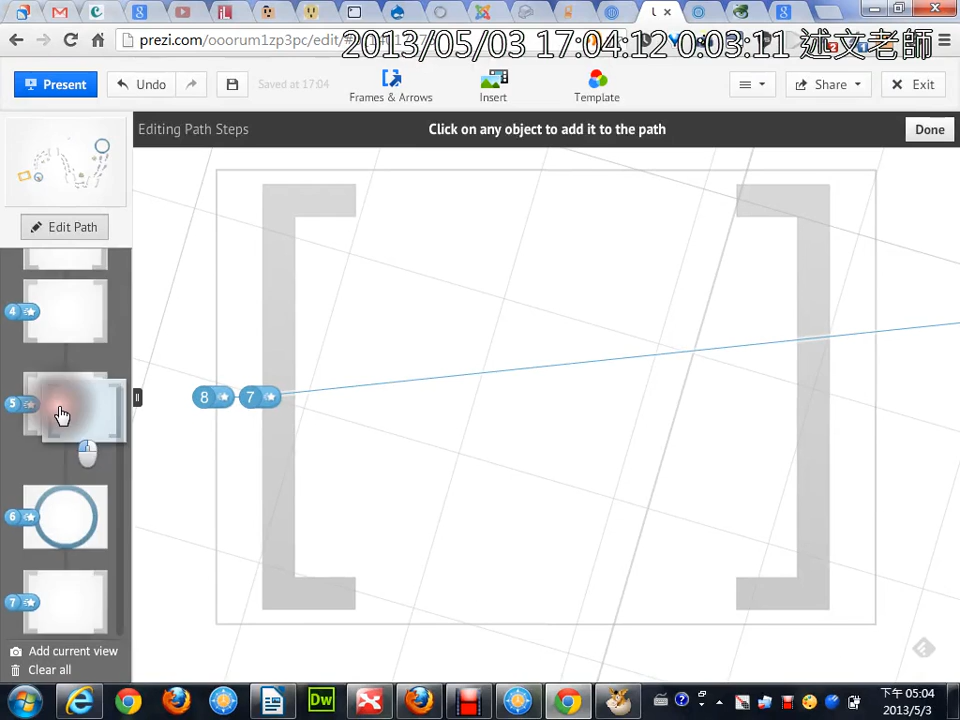 prezi.com/ooorum1zp3pc/edit/#
2013/05/03 17:04:12 0:03:11 述文老師
Present
Undo
Saved at 17:04
Frames & Arrows
Insert
Template
Share
Exit
Editing Path Steps
Click on any object to add it to the path
Done
Edit Path
4
5
8
7
6
7
Add current view
Clear all
Dw
下午 05:04
2013/5/3